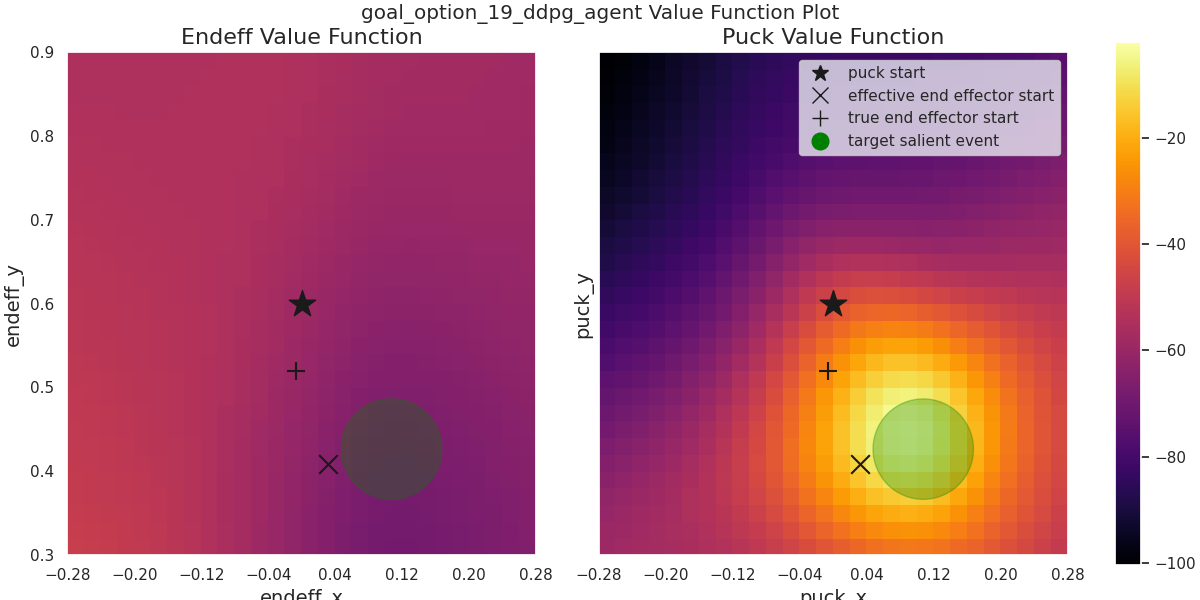 goal_option_19_ddpg_agent Value Function Plot
Endeff Value Function
Puck Value Function
puck start
effective end effector start
true end effector start
target salient event
0.9
0.8
0.7
0.6
0.5
0.4
0.3
endeff_y
−0.28 −0.20 −0.12 −0.04 0.04 0.12 0.20 0.28
endeff_x
puck_y
−0.28 −0.20 −0.12 −0.04 0.04 0.12 0.20 0.28
puck_x
−20
−40
−60
−80
−100